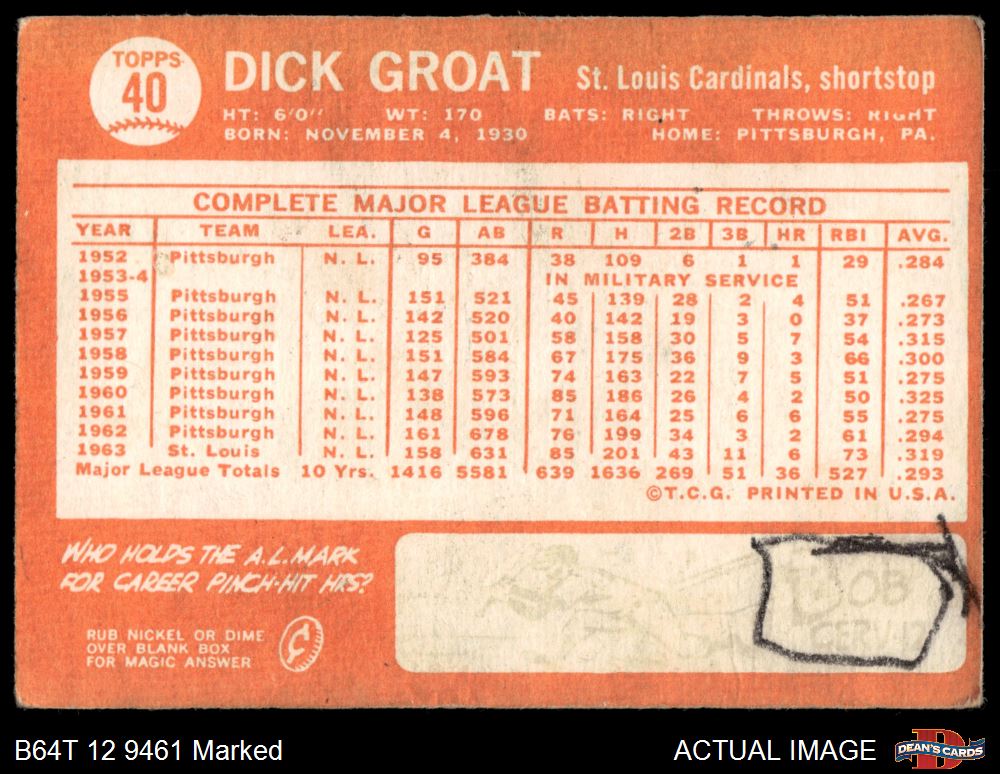 TOPPS
40
DICK GROAT St. Louis Cardinals, shortstop
HT: 6'0" WT: 170 BATS: RIGHT THROWS: RIGHT
BORN: NOVEMBER 4, 1930 HOME: PITTSBURGH, PA.
COMPLETE MAJOR LEAGUE BATTING RECORD
YEAR TEAM LEA. G AB R H 2B 3B HR RBI AVG.
1952 Pittsburgh N. L. 95 384 38 109 6 1 1 29 .284
1953-4 IN MILITARY SERVICE
1955 Pittsburgh N. L. 151 521 45 139 28 2 4 51 .267
1956 Pittsburgh N. L. 142 520 40 142 19 3 0 37 .273
1957 Pittsburgh N. L. 125 501 58 158 30 5 7 54 .315
1958 Pittsburgh N. L. 151 584 67 175 36 9 3 66 .300
1959 Pittsburgh N. L. 147 593 74 163 22 7 5 51 .275
1960 Pittsburgh N. L. 138 573 85 186 26 4 2 50 .325
1961 Pittsburgh N. L. 148 596 71 164 25 6 6 55 .275
1962 Pittsburgh N. L. 161 678 76 199 34 3 2 61 .294
1963 St. Louis N. L. 158 631 85 201 43 11 6 73 .319
Major League Totals 10 Yrs. 1416 5581 639 1636 269 51 36 527 .293
©T.C.G. PRINTED IN U.S.A.
WHO HOLDS THE A.L. MARK
FOR CAREER PINCH-HIT HRS?
RUB NICKEL OR DIME
OVER BLANK BOX
FOR MAGIC ANSWER
B64T 12 9461 Marked
ACTUAL IMAGE
DEAN'S CARDS